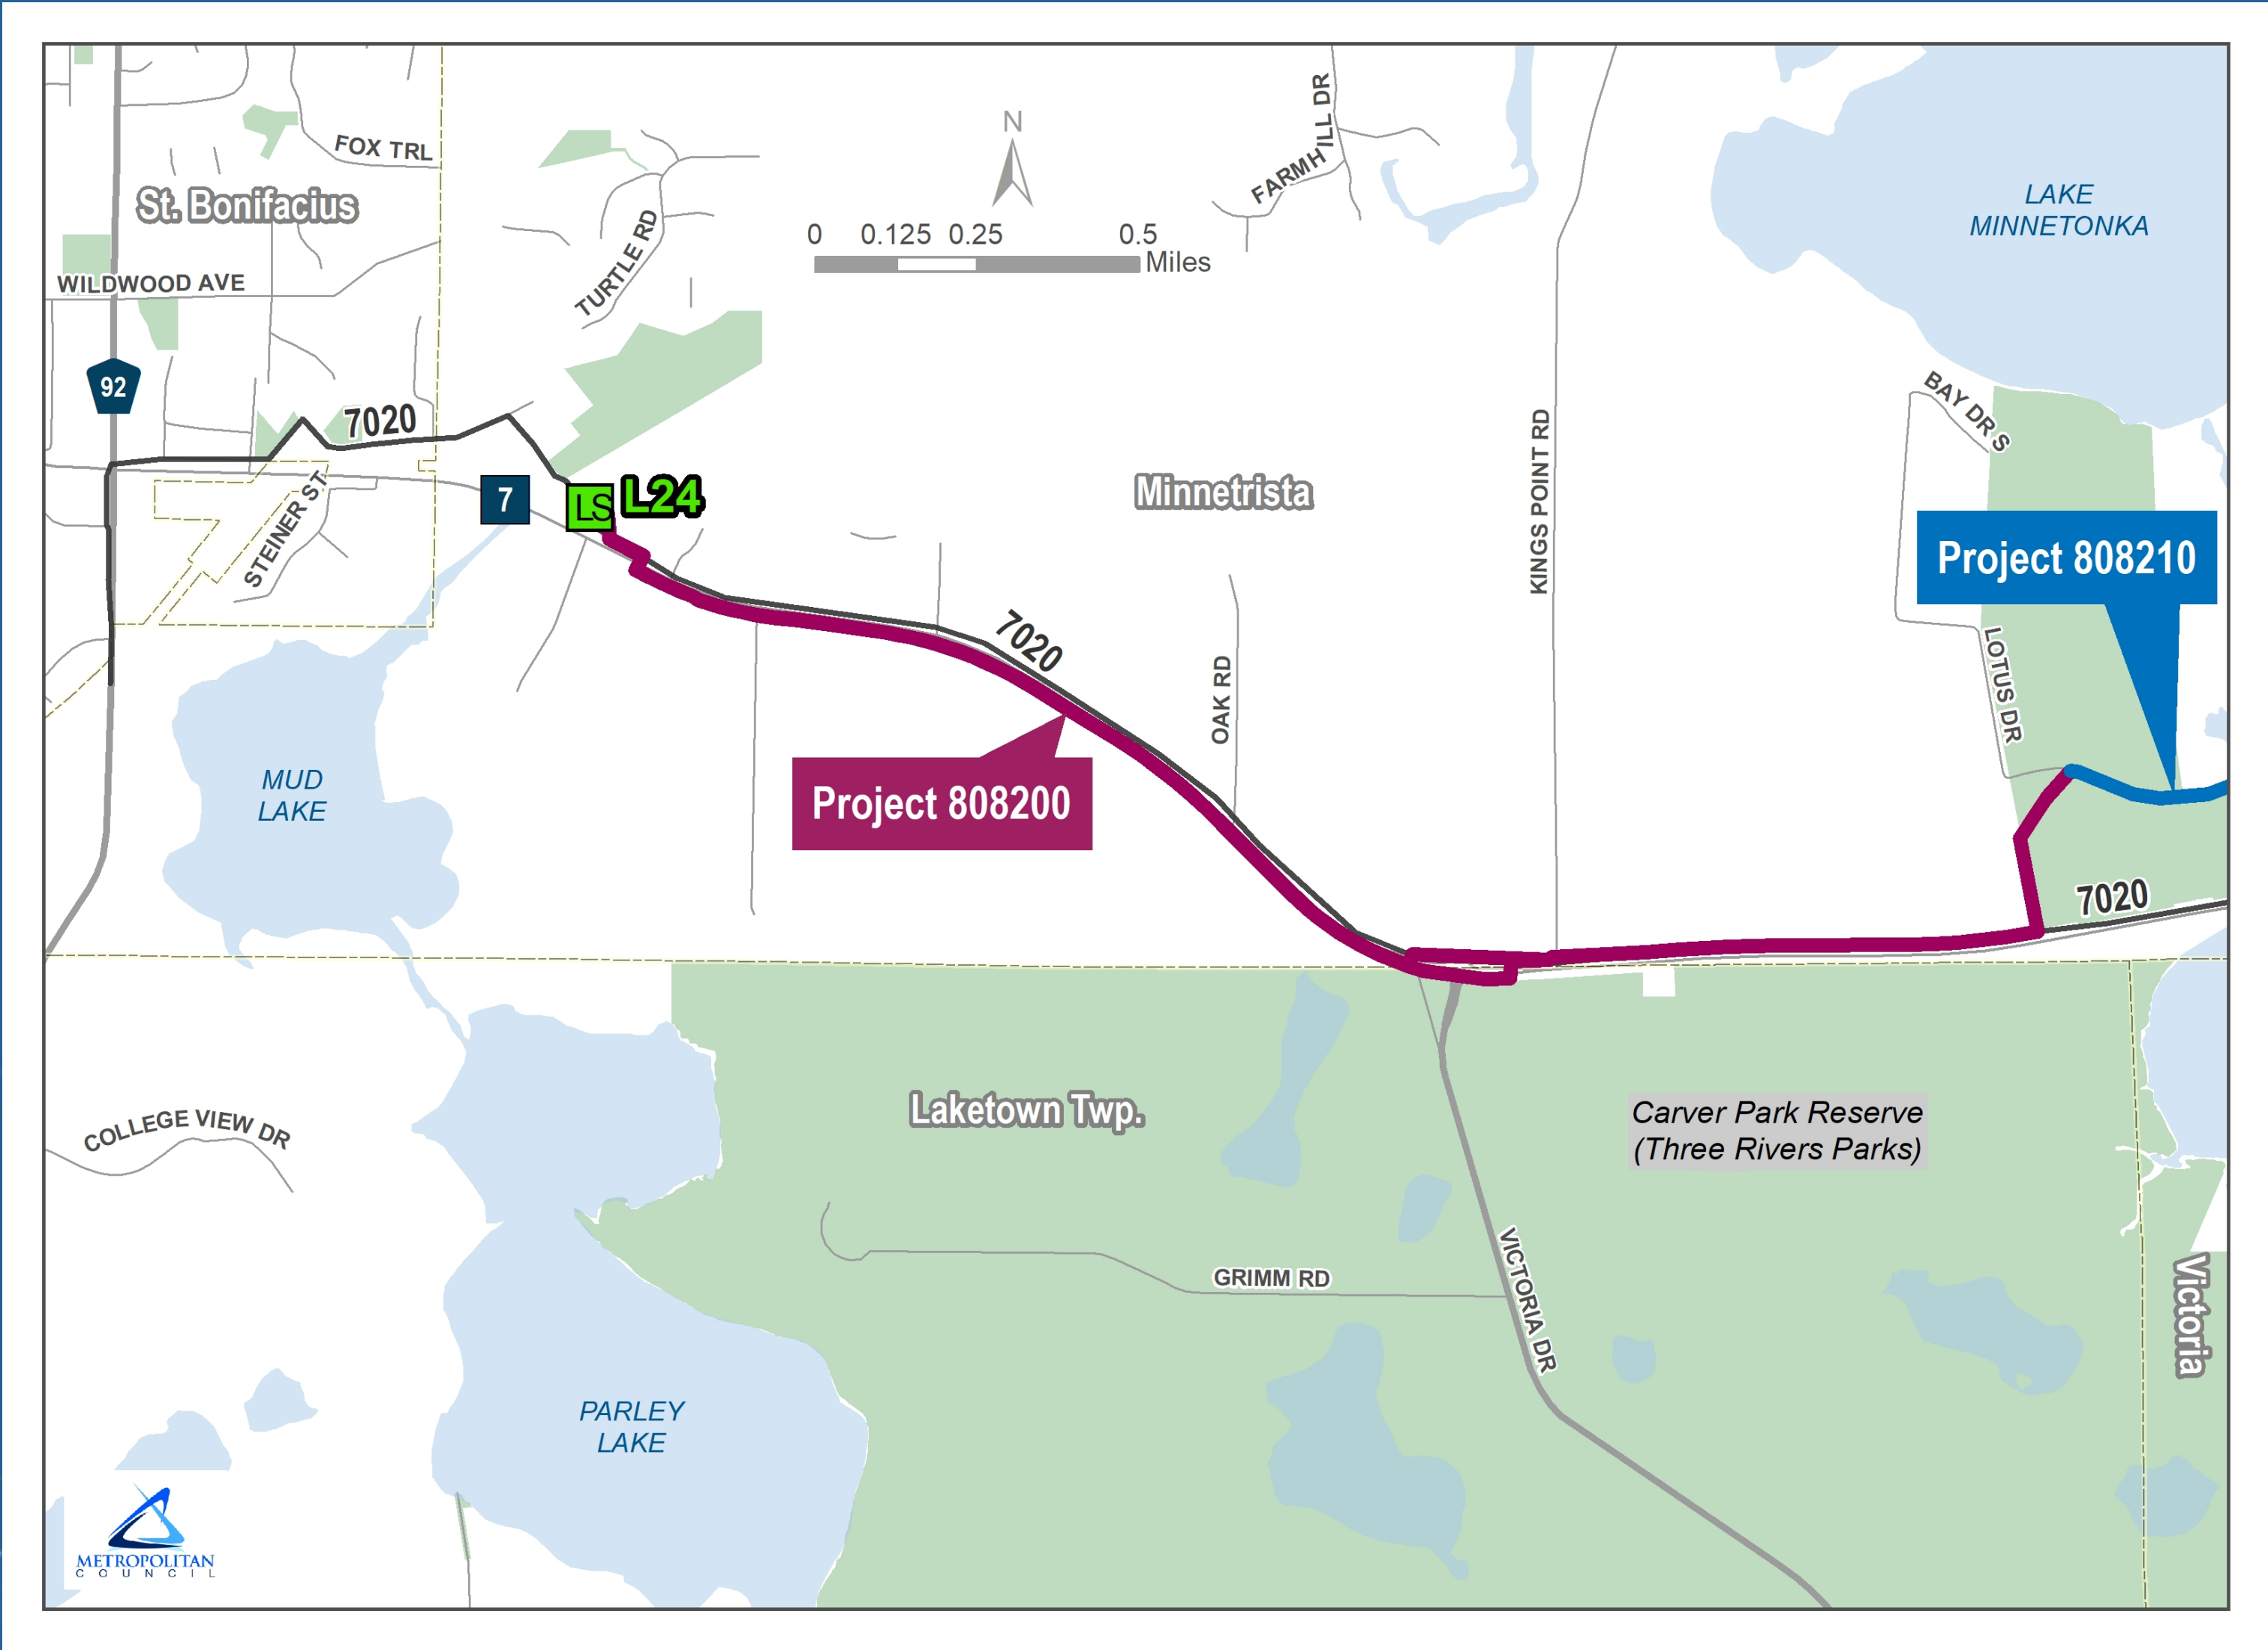 FOX TRL
St. Bonifacius
WILDWOOD AVE
TURTLE RD
N
0 0.125 0.25 0.5
Miles
FARMHILL DR
LAKE
MINNETONKA
92
7020
7
LS L24
STEINER ST
Minnetrista
KINGS POINT RD
BAY DR S
Project 808210
LOTUS DR
7020
OAK RD
Project 808200
MUD
LAKE
7020
COLLEGE VIEW DR
Laketown Twp.
Carver Park Reserve
(Three Rivers Parks)
GRIMM RD
VICTORIA DR
Victoria
PARLEY
LAKE
METROPOLITAN
COUNCIL